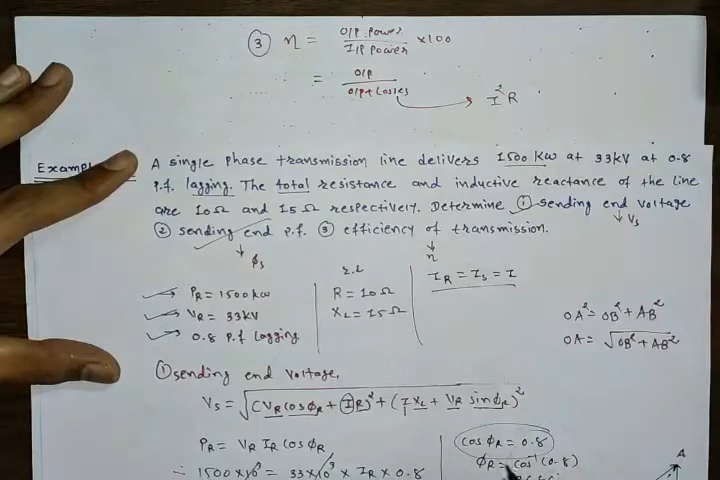 ③ η = O/P power / I/P power × 100
= O/P / O/P + Losses → I²R
Example
A single phase transmission line delivers 1500 kW at 33kV at 0.8
P.f. lagging. The total resistance and inductive reactance of the line
are 10Ω and 15Ω respectively. Determine ① sending end voltage
↓ Vs
② sending end p.f. ③ efficiency of transmission.
↓ φs
↓ η
PR = 1500 kW
VR = 33kV
0.8 P.f lagging
R = 10Ω
XL = 15Ω
IR = Is = I
OA² = OB² + AB²
OA = √OB² + AB²
① sending end voltage,
Vs = √(VR cosφR + IR)² + (IXL + VR sinφR)²
PR = VR IR cosφR
∴ 1500×10³ = 33×10³ × IR × 0.8
cosφR = 0.8
φR = cos⁻¹(0.8)
A